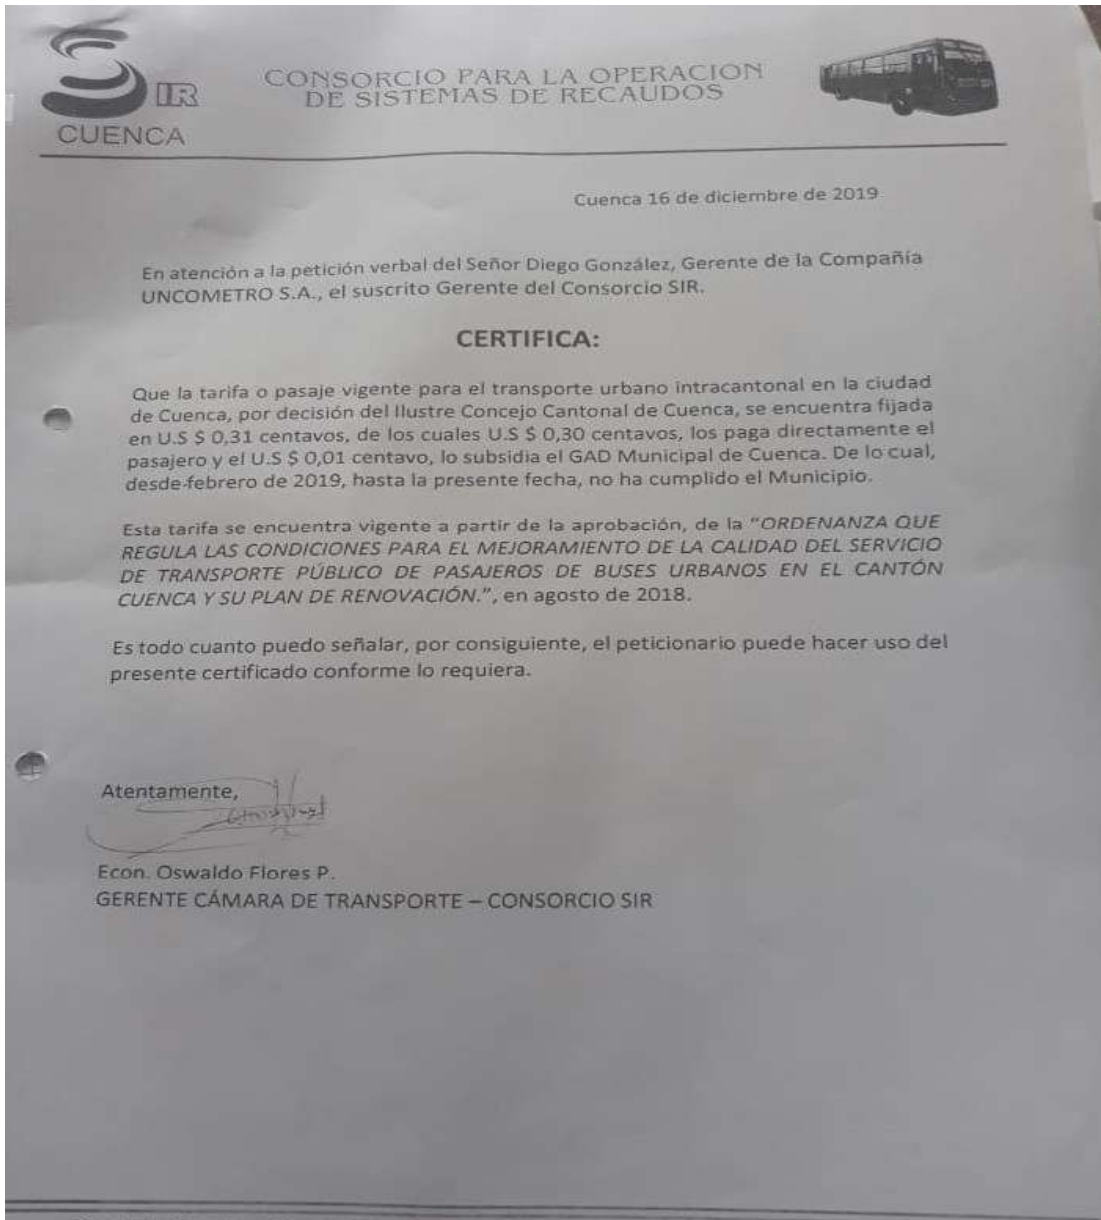 SIR
CUENCA
CONSORCIO PARA LA OPERACION
DE SISTEMAS DE RECAUDOS
Cuenca 16 de diciembre de 2019
En atención a la petición verbal del Señor Diego González, Gerente de la Compañía
UNCOMETRO S.A., el suscrito Gerente del Consorcio SIR.
CERTIFICA:
Que la tarifa o pasaje vigente para el transporte urbano intracantonal en la ciudad
de Cuenca, por decisión del Ilustre Concejo Cantonal de Cuenca, se encuentra fijada
en U.S $ 0,31 centavos, de los cuales U.S $ 0,30 centavos, los paga directamente el
pasajero y el U.S $ 0,01 centavo, lo subsidia el GAD Municipal de Cuenca. De lo cual,
desde febrero de 2019, hasta la presente fecha, no ha cumplido el Municipio.
Esta tarifa se encuentra vigente a partir de la aprobación, de la "ORDENANZA QUE
REGULA LAS CONDICIONES PARA EL MEJORAMIENTO DE LA CALIDAD DEL SERVICIO
DE TRANSPORTE PÚBLICO DE PASAJEROS DE BUSES URBANOS EN EL CANTÓN
CUENCA Y SU PLAN DE RENOVACIÓN.", en agosto de 2018.
Es todo cuanto puedo señalar, por consiguiente, el peticionario puede hacer uso del
presente certificado conforme lo requiera.
Atentamente,
Econ. Oswaldo Flores P.
GERENTE CÁMARA DE TRANSPORTE – CONSORCIO SIR